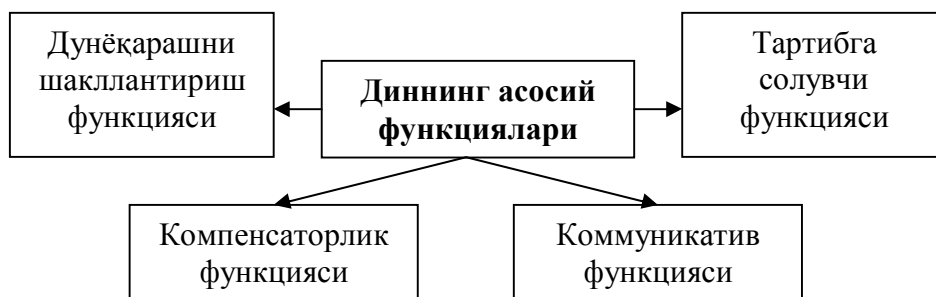 Дунёқарашни
шакллантириш
функцияси
Диннинг асосий
функциялари
Тартибга
солувчи
функцияси
Компенсаторлик
функцияси
Коммуникатив
функцияси